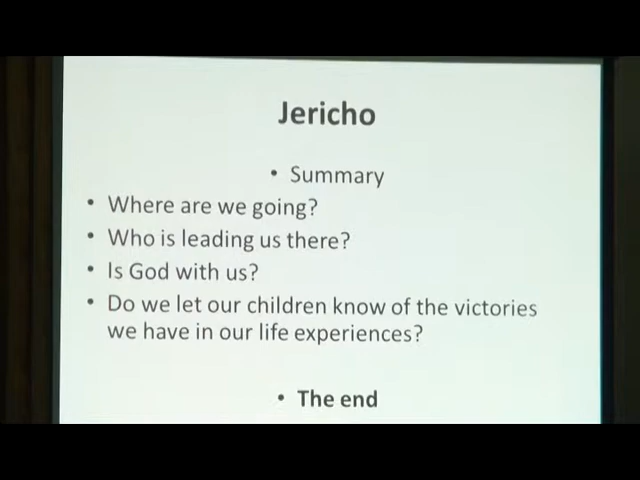 Jericho
• Summary
• Where are we going?
• Who is leading us there?
• Is God with us?
• Do we let our children know of the victories
we have in our life experiences?
• The end